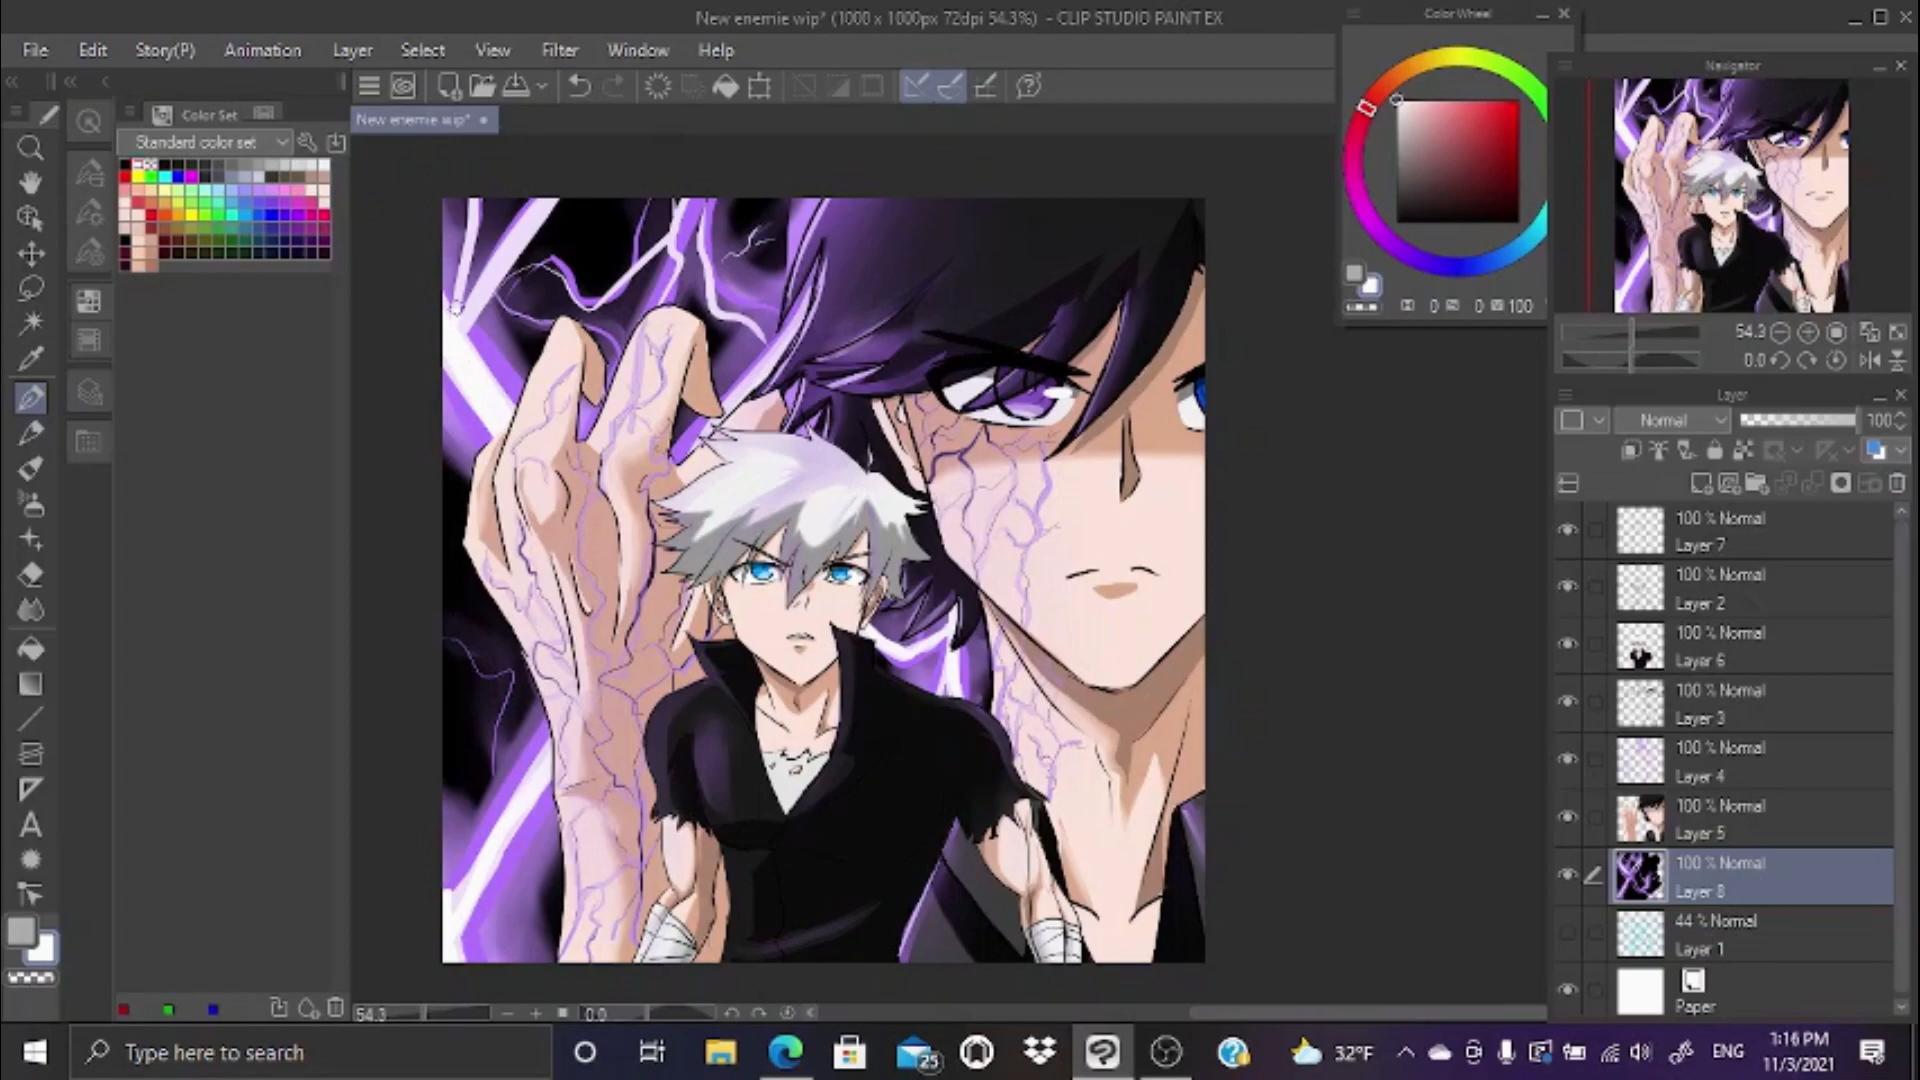 New enemie wip* (1000 x 1000px 72dpi 54.3%) - CLIP STUDIO PAINT EX
Color Wheel
File Edit Story(P) Animation Layer Select View Filter Window Help
Navigator
Color Set
New enemie wip*
Standard color set
0 0 100
54.3
0.0
Layer
Normal 100
100 % Normal
Layer 7
100 % Normal
Layer 2
100 % Normal
Layer 6
100 % Normal
Layer 3
100 % Normal
Layer 4
100 % Normal
Layer 5
100 % Normal
Layer 8
44 % Normal
Layer 1
Paper
54.3 0.0
Type here to search
25
32°F
ENG
1:16 PM
11/3/2021